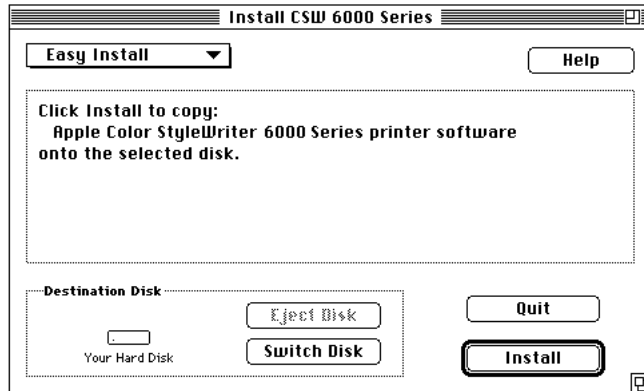 Install CSW 6000 Series
Easy Install
Help
Click Install to copy:
Apple Color StyleWriter 6000 Series printer software
onto the selected disk.
Destination Disk
Eject Disk
Quit
Your Hard Disk
Switch Disk
Install